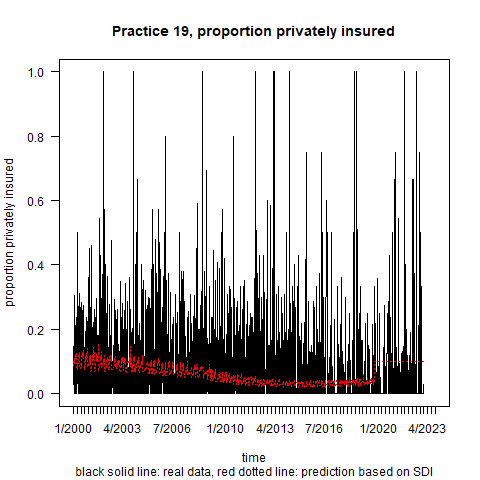 Practice 19, proportion privately insured
proportion privately insured
1.0
0.8
0.6
0.4
0.2
0.0
1/2000 4/2003 7/2006 1/2010 4/2013 7/2016 1/2020 4/2023
time
black solid line: real data, red dotted line: prediction based on SDI